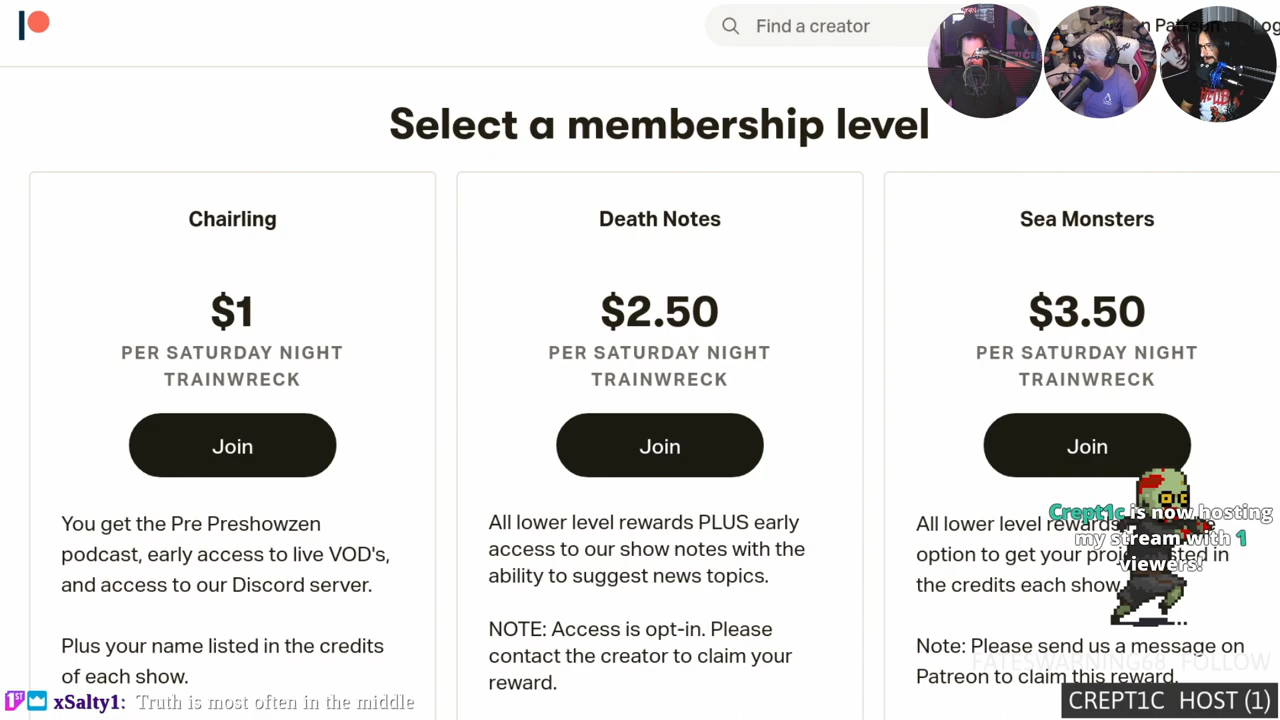 Find a creator
Select a membership level
Chairling
$1
PER SATURDAY NIGHT
TRAINWRECK
Join
You get the Pre Preshowzen
podcast, early access to live VOD's,
and access to our Discord server.
Plus your name listed in the credits
of each show.
Death Notes
$2.50
PER SATURDAY NIGHT
TRAINWRECK
Join
All lower level rewards PLUS early
access to our show notes with the
ability to suggest news topics.
NOTE: Access is opt-in. Please
contact the creator to claim your
reward.
Sea Monsters
$3.50
PER SATURDAY NIGHT
TRAINWRECK
Join
All lower level rewards
option to get your in
the credits each show
Note: Please send us a message on
Patreon to claim this reward.
Crept1c is now hosting
my stream with 1
viewers!
FATESWARNING68 FOLLOW
CREPT1C HOST (1)
1ST xSalty1: Truth is most often in the middle